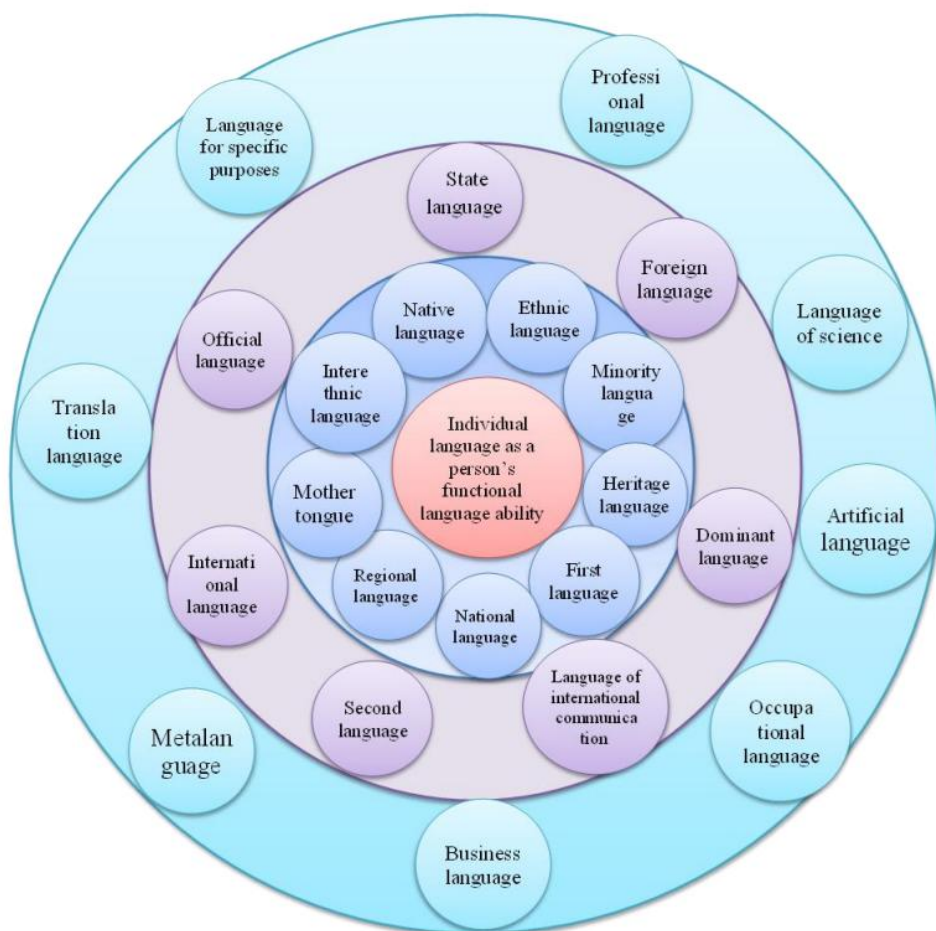 Professi
onal
language
Language
for specific
purposes
State
language
Foreign
language
Language
of science
Native
language
Ethnic
language
Official
language
Intere
thnic
language
Minority
langua
ge
Transla
tion
language
Individual
language as a
person`s
functional
language ability
Mother
tongue
Heritage
language
Artificial
language
Dominant
language
Internati
onal
language
Regional
language
First
language
National
language
Second
language
Language of
international
communica
tion
Occupa
tional
language
Metalan
guage
Business
language